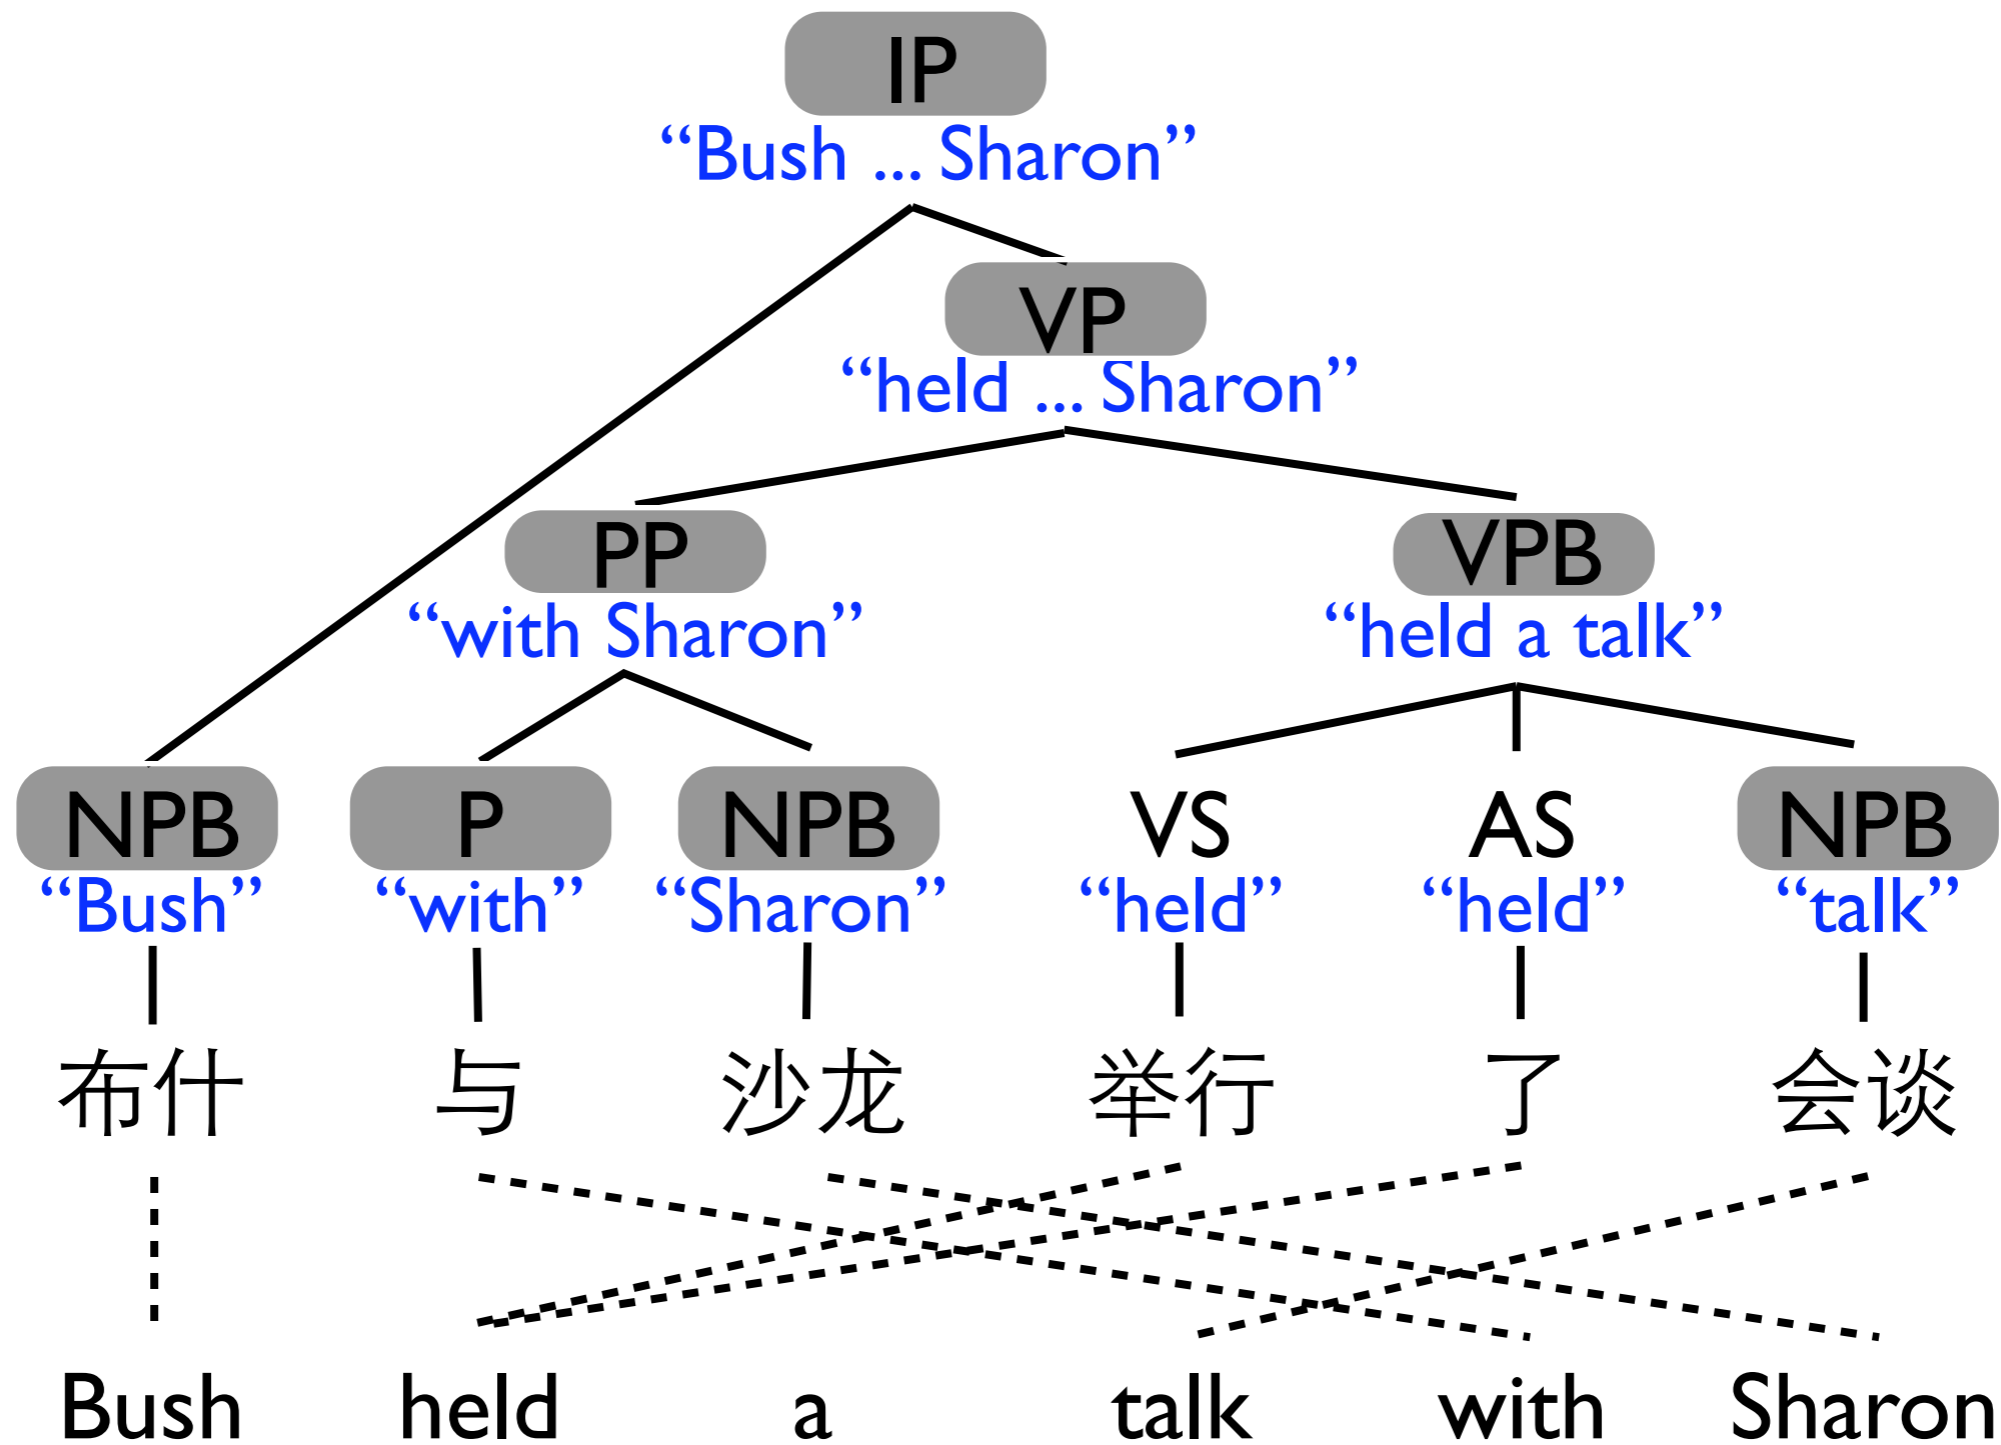 IP
“Bush ... Sharon”
VP
“held ... Sharon”
PP VPB
“with Sharon” “held a talk”
NPB P NPB VS AS NPB
“Bush” “with” “Sharon” “held” “held” “talk”
布什 与 沙龙 举行 了 会谈
Bush held a talk with Sharon